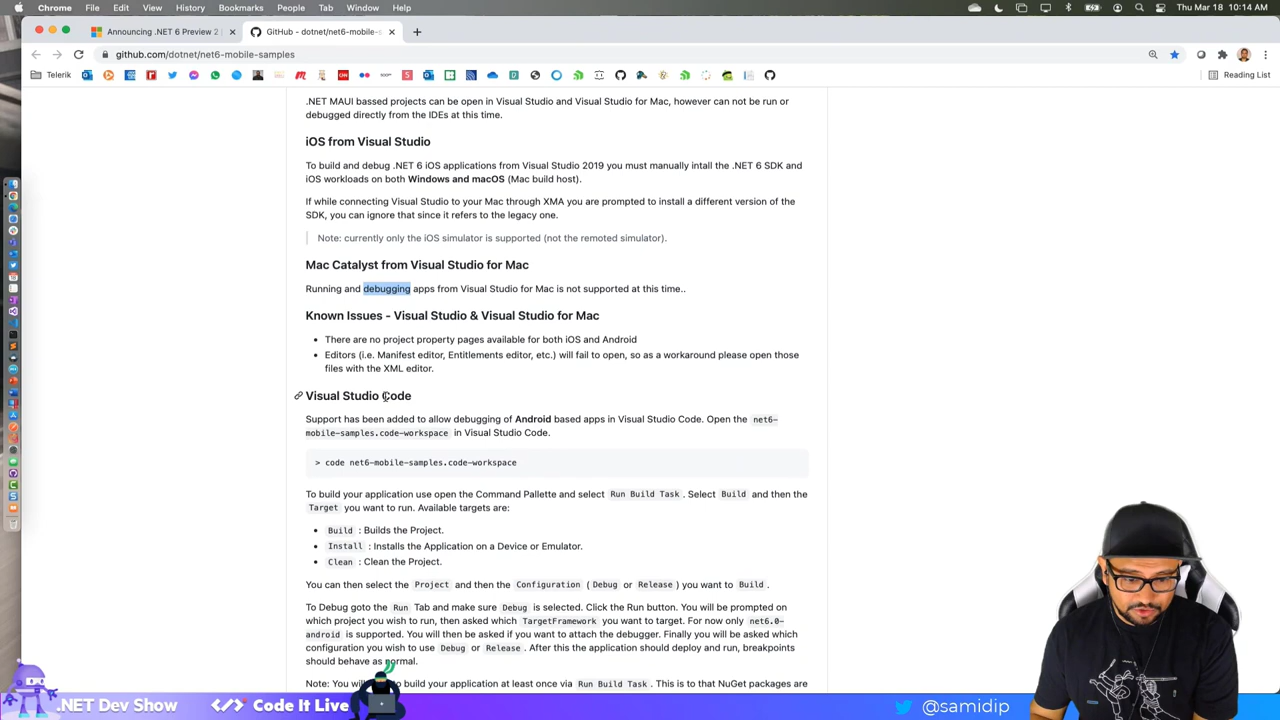 Chrome File Edit View History Bookmarks People Tab Window Help
Thu Mar 18 10:14 AM
Announcing .NET 6 Preview 2
GitHub - dotnet/net6-mobile-s
github.com/dotnet/net6-mobile-samples
Telerik
Reading List
.NET MAUI bassed projects can be open in Visual Studio and Visual Studio for Mac, however can not be run or
debugged directly from the IDEs at this time.
iOS from Visual Studio
To build and debug .NET 6 iOS applications from Visual Studio 2019 you must manually intall the .NET 6 SDK and
iOS workloads on both Windows and macOS (Mac build host).
If while connecting Visual Studio to your Mac through XMA you are prompted to install a different version of the
SDK, you can ignore that since it refers to the legacy one.
Note: currently only the iOS simulator is supported (not the remoted simulator).
Mac Catalyst from Visual Studio for Mac
Running and debugging apps from Visual Studio for Mac is not supported at this time..
Known Issues - Visual Studio & Visual Studio for Mac
There are no project property pages available for both iOS and Android
Editors (i.e. Manifest editor, Entitlements editor, etc.) will fail to open, so as a workaround please open those
files with the XML editor.
Visual Studio Code
Support has been added to allow debugging of Android based apps in Visual Studio Code. Open the net6-
mobile-samples.code-workspace in Visual Studio Code.
> code net6-mobile-samples.code-workspace
To build your application use open the Command Pallette and select Run Build Task. Select Build and then the
Target you want to run. Available targets are:
Build : Builds the Project.
Install : Installs the Application on a Device or Emulator.
Clean : Clean the Project.
You can then select the Project and then the Configuration ( Debug or Release ) you want to Build.
To Debug goto the Run Tab and make sure Debug is selected. Click the Run button. You will be prompted on
which project you wish to run, then asked which TargetFramework you want to target. For now only net6.0-
android is supported. You will then be asked if you want to attach the debugger. Finally you will be asked which
configuration you wish to use Debug or Release. After this the application should deploy and run, breakpoints
should behave as normal.
Note: You will to build your application at least once via Run Build Task. This is to that NuGet packages are
.NET Dev Show
</> Code It Live
@samidip